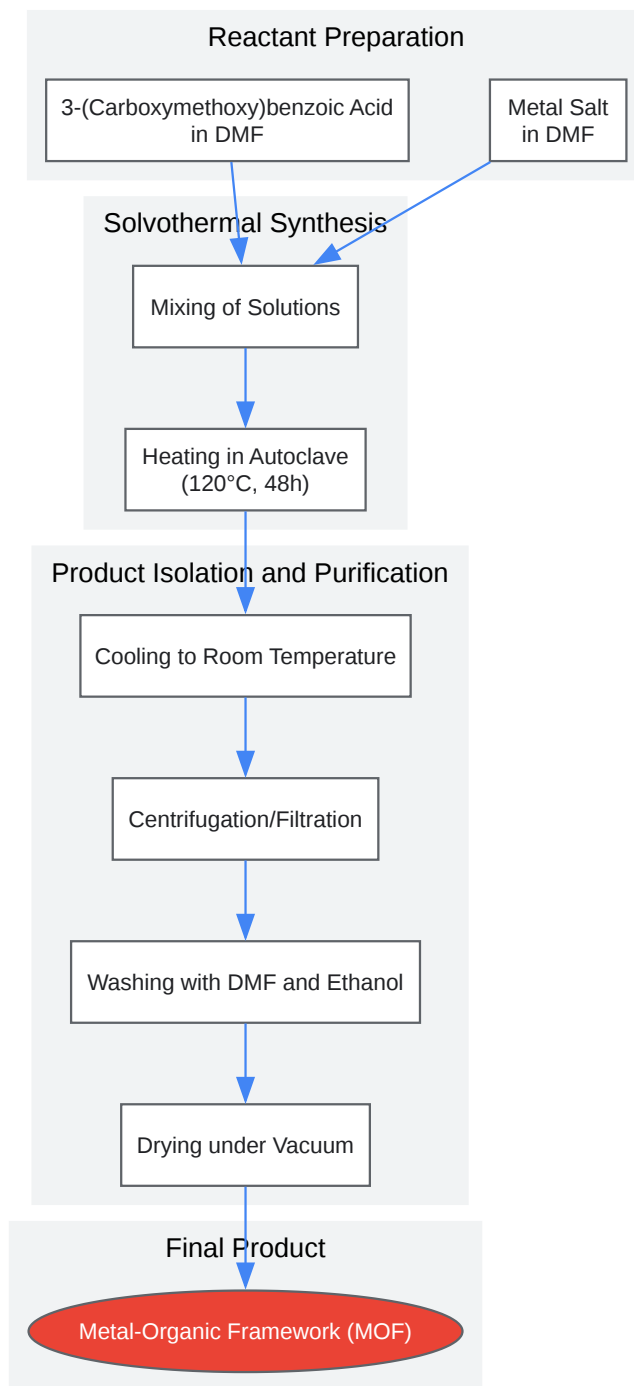 Reactant Preparation
3-(Carboxymethoxy)benzoic Acid
in DMF
Metal Salt
in DMF
Solvothermal Synthesis
Mixing of Solutions
Heating in Autoclave
(120°C, 48h)
Product Isolation and Purification
Cooling to Room Temperature
Centrifugation/Filtration
Washing with DMF and Ethanol
Drying under Vacuum
Final Product
Metal-Organic Framework (MOF)